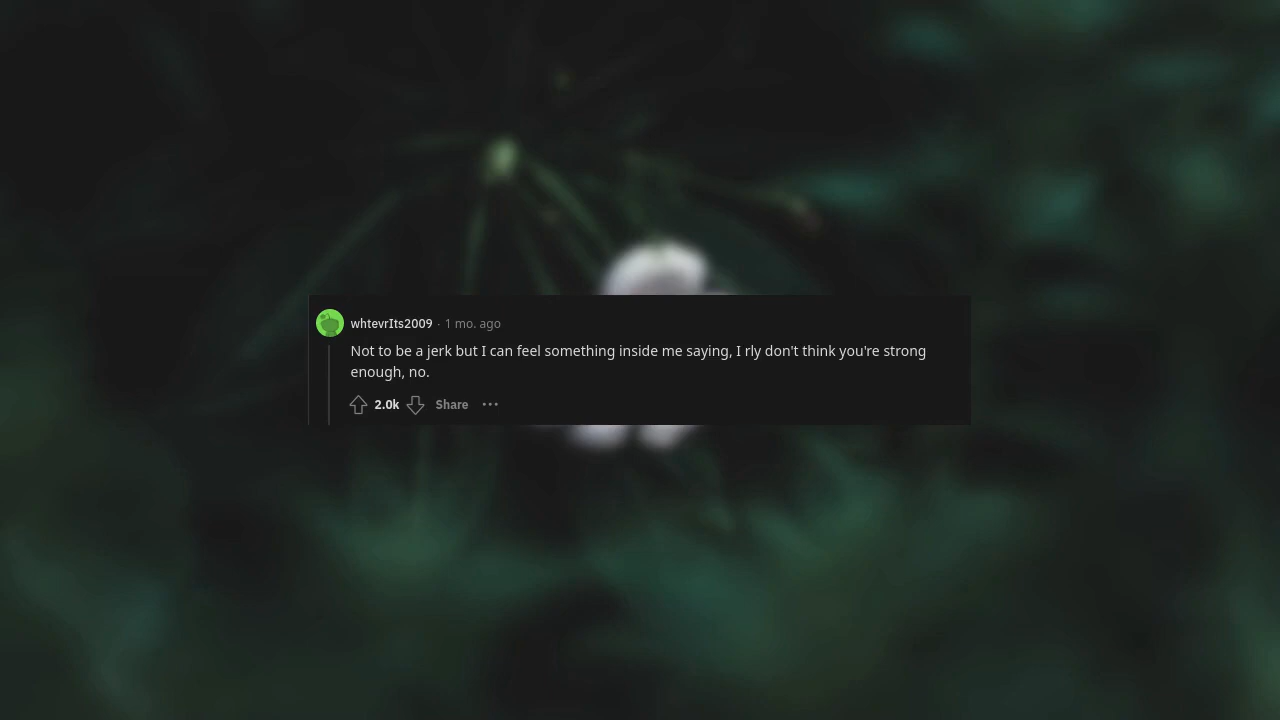 whtevrIts2009 · 1 mo. ago
Not to be a jerk but I can feel something inside me saying, I rly don't think you're strong
enough, no.
2.0k Share ···